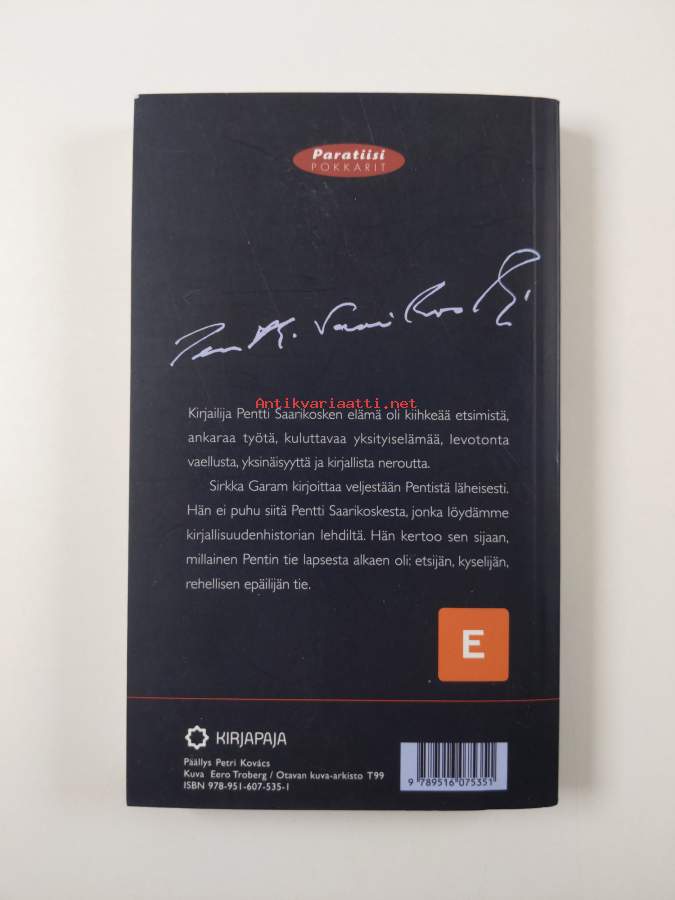 Paratiisi
POKKARIT
Pentti Saarikoski
Antikvariaatti.net
Kirjailija Pentti Saarikosken elämä oli kiihkeää etsimistä,
ankaraa työtä, kuluttavaa yksityiselämää, levotonta
vaellusta, yksinäisyyttä ja kirjallista neroutta.
Sirkka Garam kirjoittaa veljestään Pentistä läheisesti.
Hän ei puhu siitä Pentti Saarikoskesta, jonka löydämme
kirjallisuudenhistorian lehdiltä. Hän kertoo sen sijaan,
millainen Pentin tie lapsesta alkaen oli: etsijän, kyselijän,
rehellisen epäilijän tie.
E
KIRJAPAJA
Päällys Petri Kovács
Kuva Eero Troberg / Otavan kuva-arkisto T99
ISBN 978-951-607-535-1
9 789516 075351